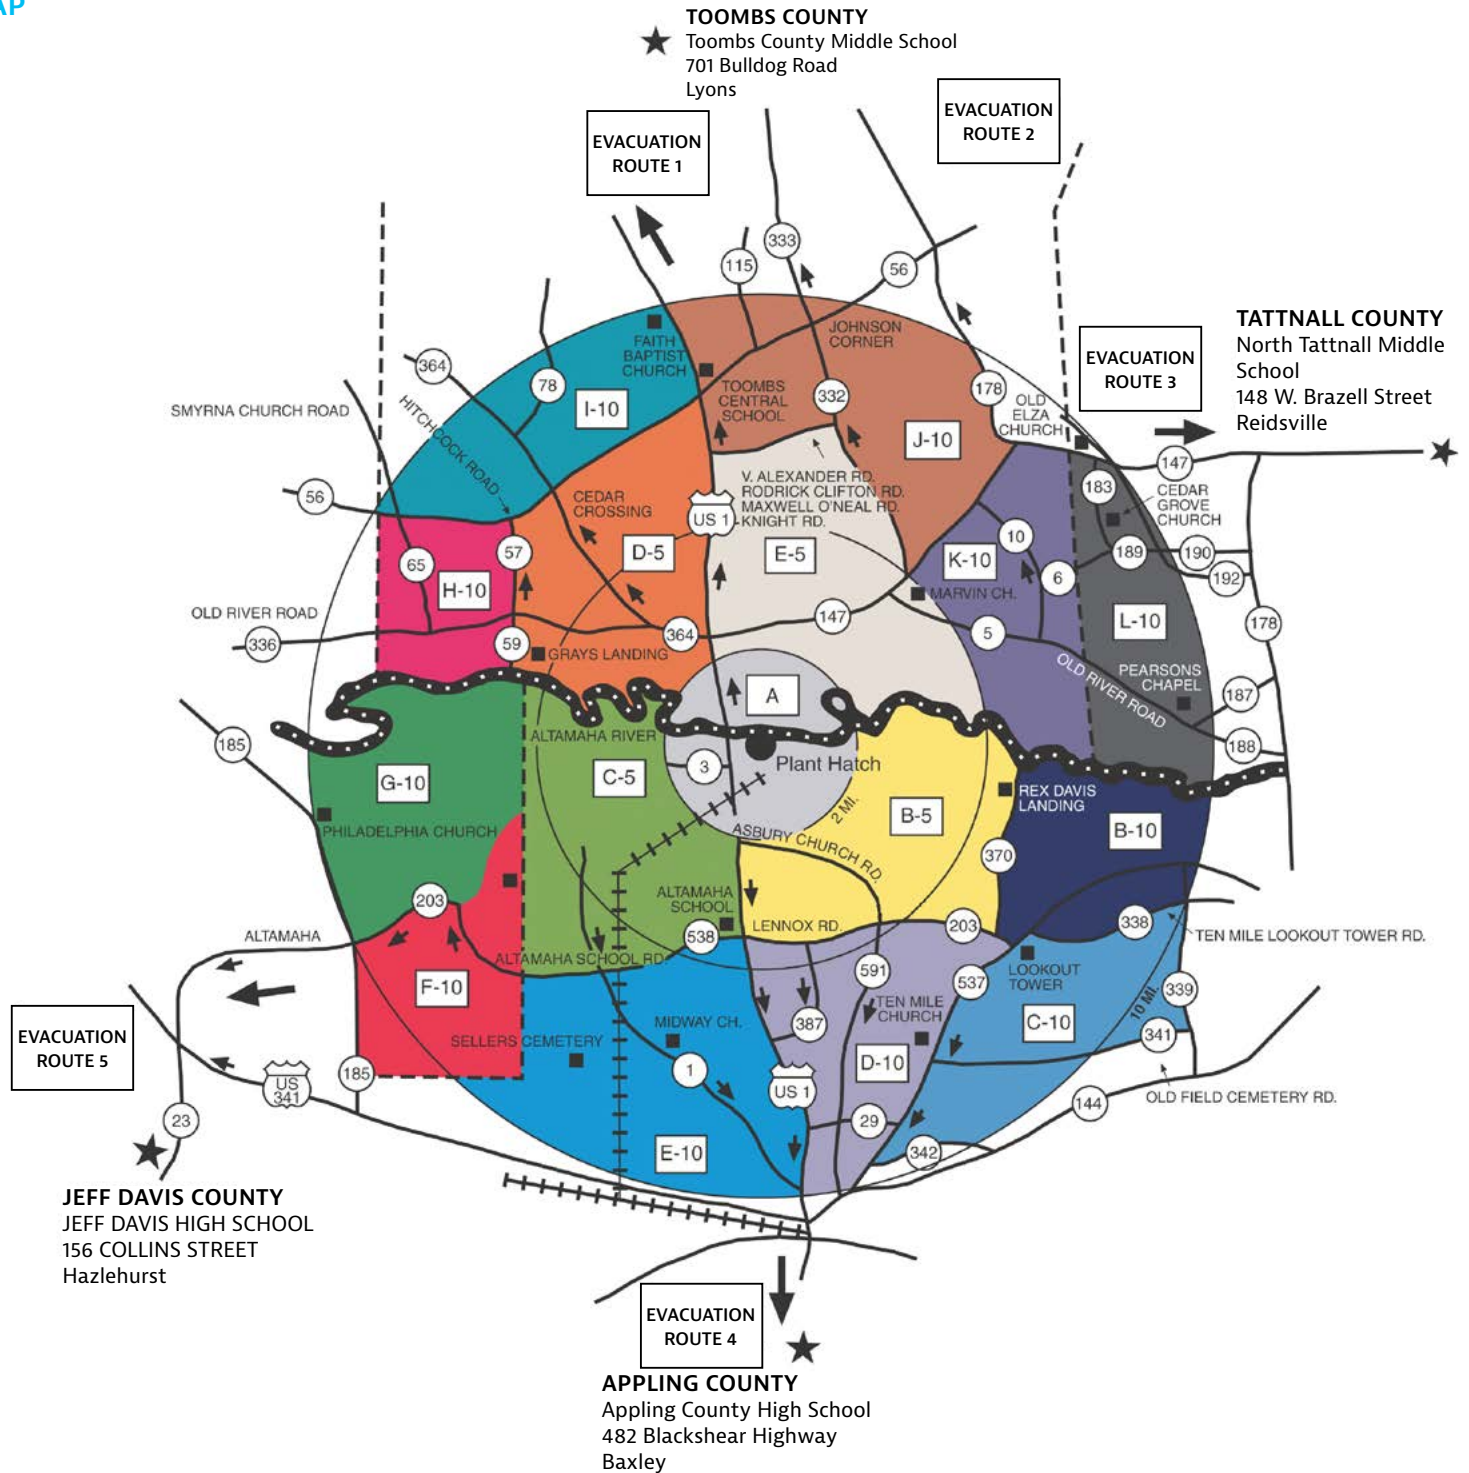 AP
TOOMBS COUNTY
Toombs County Middle School
701 Bulldog Road
Lyons
EVACUATION
ROUTE 1
EVACUATION
ROUTE 2
333
115
56
TATTNALL COUNTY
North Tattnall Middle
School
148 W. Brazell Street
Reidsville
EVACUATION
ROUTE 3
FAITH
BAPTIST
CHURCH
JOHNSON
CORNER
364
78
I-10
TOOMBS
CENTRAL
SCHOOL
332
178
OLD
ELZA
CHURCH
SMYRNA CHURCH ROAD
HITCHCOCK ROAD
J-10
147
56
CEDAR
CROSSING
V. ALEXANDER RD.
RODRICK CLIFTON RD.
MAXWELL O'NEAL RD.
KNIGHT RD.
US 1
183
CEDAR
GROVE
CHURCH
65
57
D-5
E-5
10
K-10
189
190
192
6
H-10
MARVIN CH.
OLD RIVER ROAD
336
59
364
147
5
L-10
178
GRAYS LANDING
OLD RIVER ROAD
PEARSONS
CHAPEL
187
188
A
185
ALTAMAHA RIVER
3
Plant Hatch
G-10
C-5
2 MI.
B-5
REX DAVIS
LANDING
B-10
PHILADELPHIA CHURCH
ASBURY CHURCH RD.
370
203
ALTAMAHA
SCHOOL
538
LENNOX RD.
203
338
TEN MILE LOOKOUT TOWER RD.
ALTAMAHA
ALTAMAHA SCHOOL RD.
591
537
LOOKOUT
TOWER
F-10
387
TEN MILE
CHURCH
C-10
10 MI.
339
341
EVACUATION
ROUTE 5
SELLERS CEMETERY
MIDWAY CH.
D-10
185
US
341
1
US 1
OLD FIELD CEMETERY RD.
144
23
29
E-10
342
JEFF DAVIS COUNTY
JEFF DAVIS HIGH SCHOOL
156 COLLINS STREET
Hazlehurst
EVACUATION
ROUTE 4
APPLING COUNTY
Appling County High School
482 Blackshear Highway
Baxley